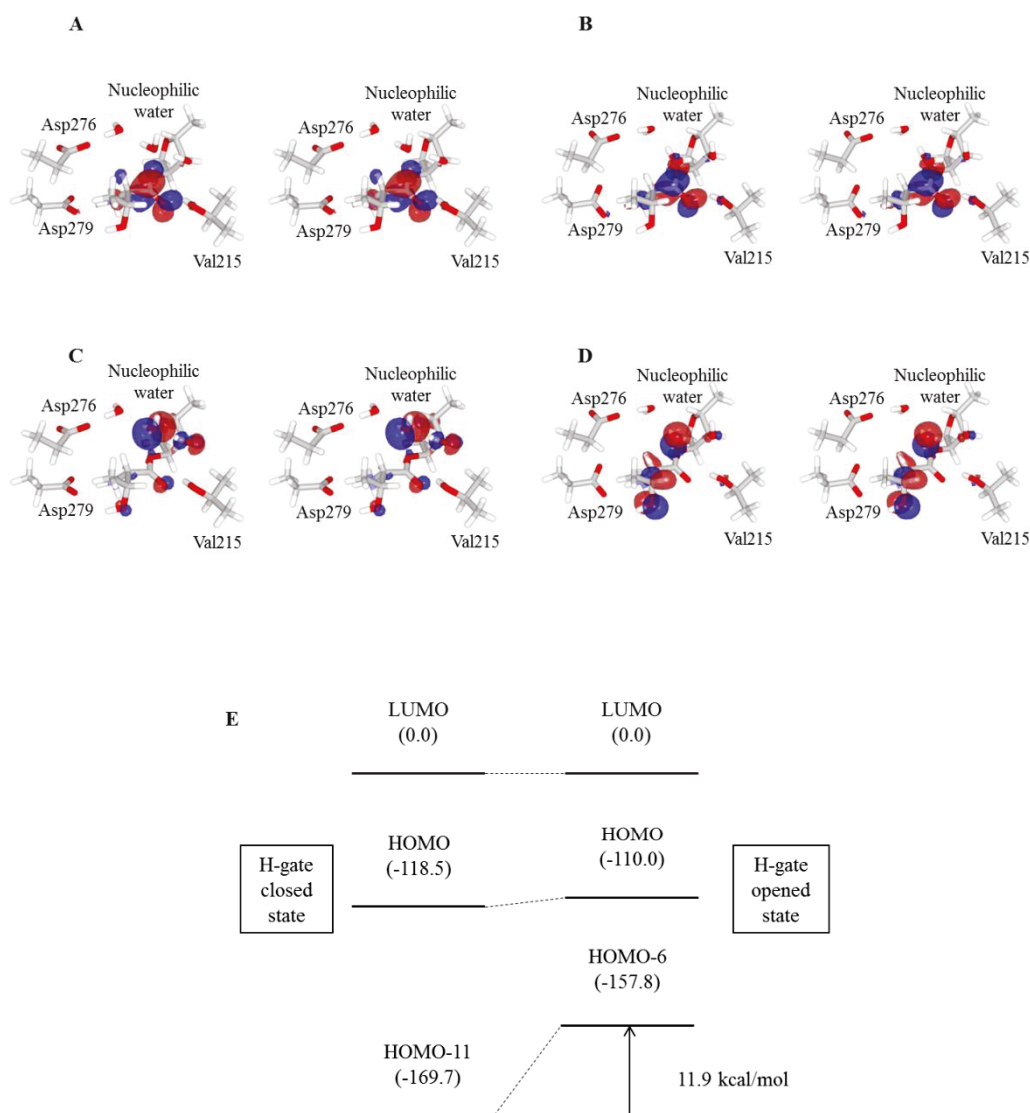 A
Nucleophilic
water
Asp276
Asp279
Val215
Nucleophilic
water
Asp276
Asp279
Val215
B
Nucleophilic
water
Asp276
Asp279
Val215
Nucleophilic
water
Asp276
Asp279
Val215
C
Nucleophilic
water
Asp276
Asp279
Val215
Nucleophilic
water
Asp276
Asp279
Val215
D
Nucleophilic
water
Asp276
Asp279
Val215
Nucleophilic
water
Asp276
Asp279
Val215
E
LUMO
(0.0)
LUMO
(0.0)
H-gate
closed
state
HOMO
(-118.5)
HOMO
(-110.0)
H-gate
opened
state
HOMO-6
(-157.8)
HOMO-11
(-169.7)
11.9 kcal/mol